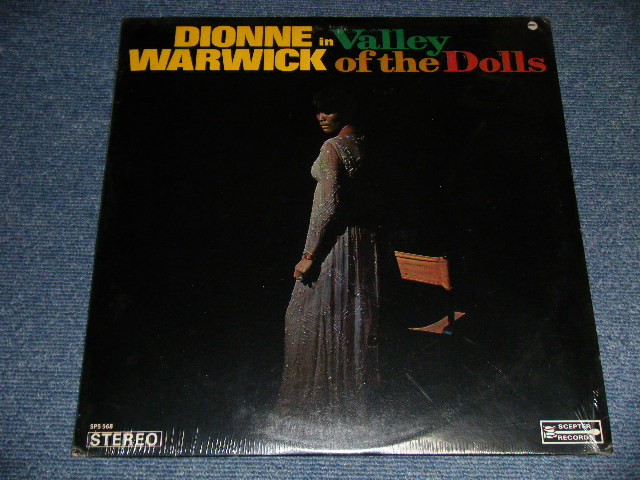 DIONNE in Valley
WARWICK of the Dolls
SPS 568
STEREO
SCEPTER
RECORDS